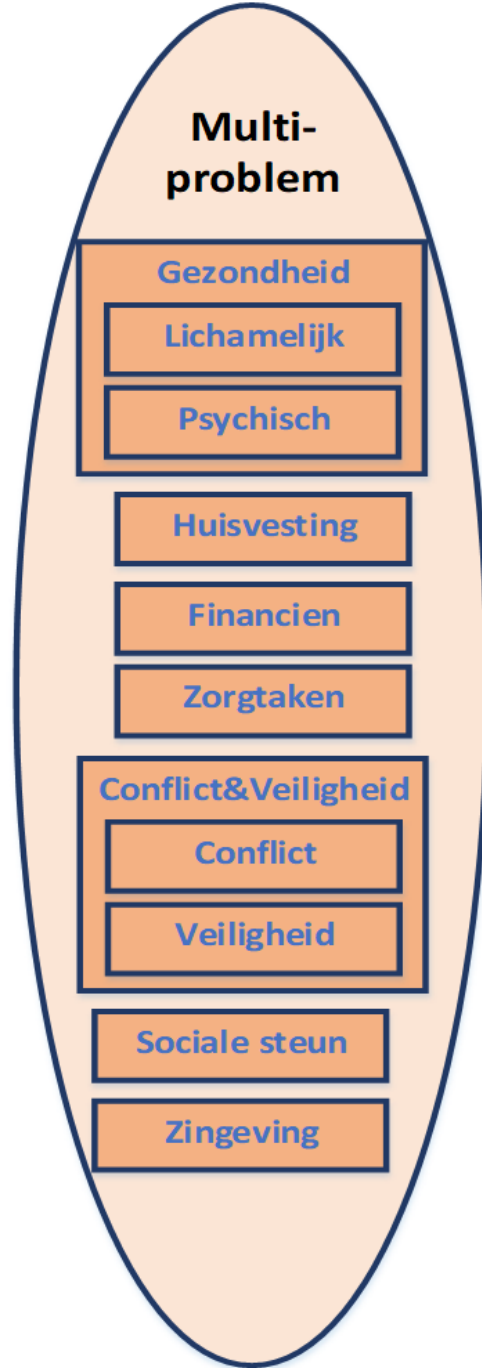 Multi-
problem
Gezondheid
Lichamelijk
Psychisch
Huisvesting
Financien
Zorgtaken
Conflict&Veiligheid
Conflict
Veiligheid
Sociale steun
Zingeving